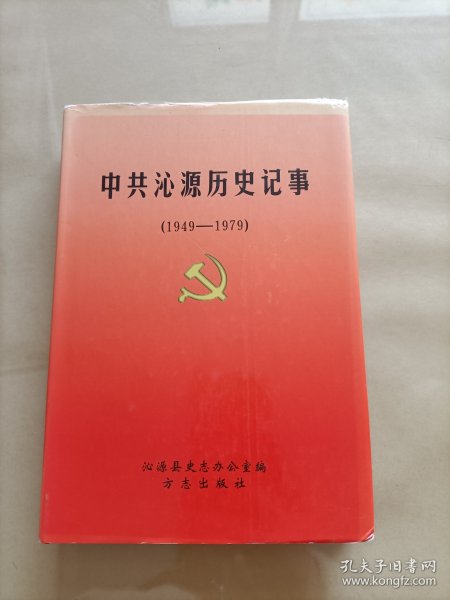 中共沁源历史记事
(1949—1979)
沁源县史志办公室编
方志出版社
孔夫子旧书网
www.kongfz.com